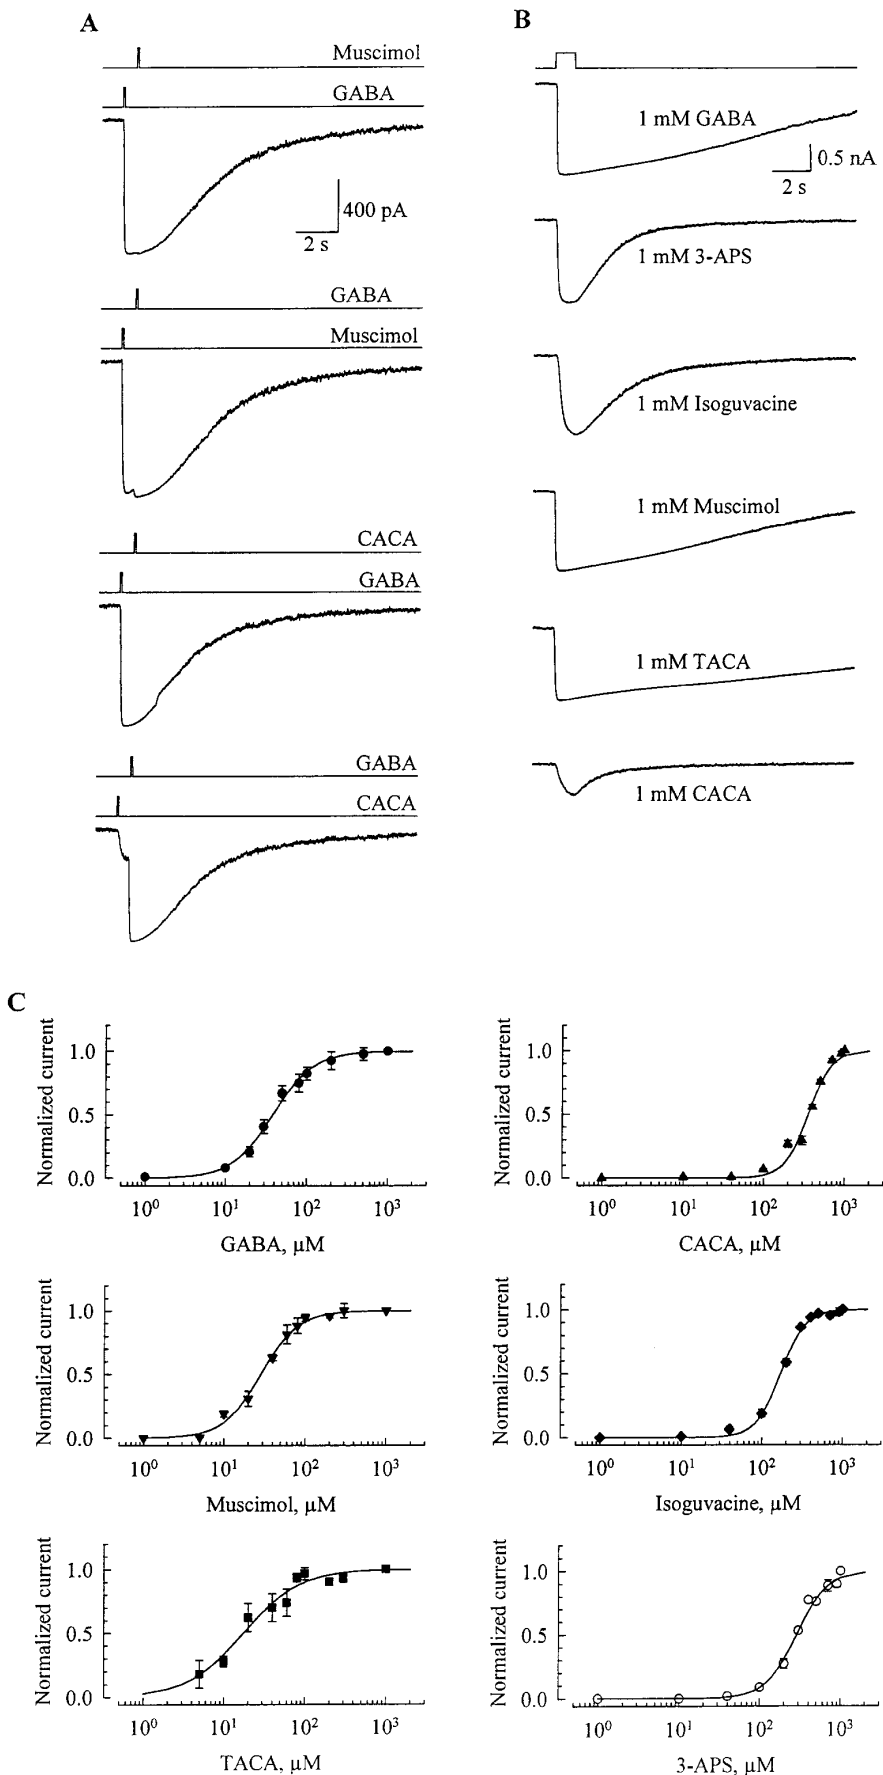 A
Muscimol
GABA
400 pA
2 s
GABA
Muscimol
CACA
GABA
GABA
CACA
B
1 mM GABA
0.5 nA
2 s
1 mM 3-APS
1 mM Isoguvacine
1 mM Muscimol
1 mM TACA
1 mM CACA
C
Normalized current
1.0
0.5
0.0
10⁰ 10¹ 10² 10³
GABA, µM
Normalized current
1.0
0.5
0.0
10⁰ 10¹ 10² 10³
CACA, µM
Normalized current
1.0
0.5
0.0
10⁰ 10¹ 10² 10³
Muscimol, µM
Normalized current
1.0
0.5
0.0
10⁰ 10¹ 10² 10³
Isoguvacine, µM
Normalized current
1.0
0.5
0.0
10⁰ 10¹ 10² 10³
TACA, µM
Normalized current
1.0
0.5
0.0
10⁰ 10¹ 10² 10³
3-APS, µM